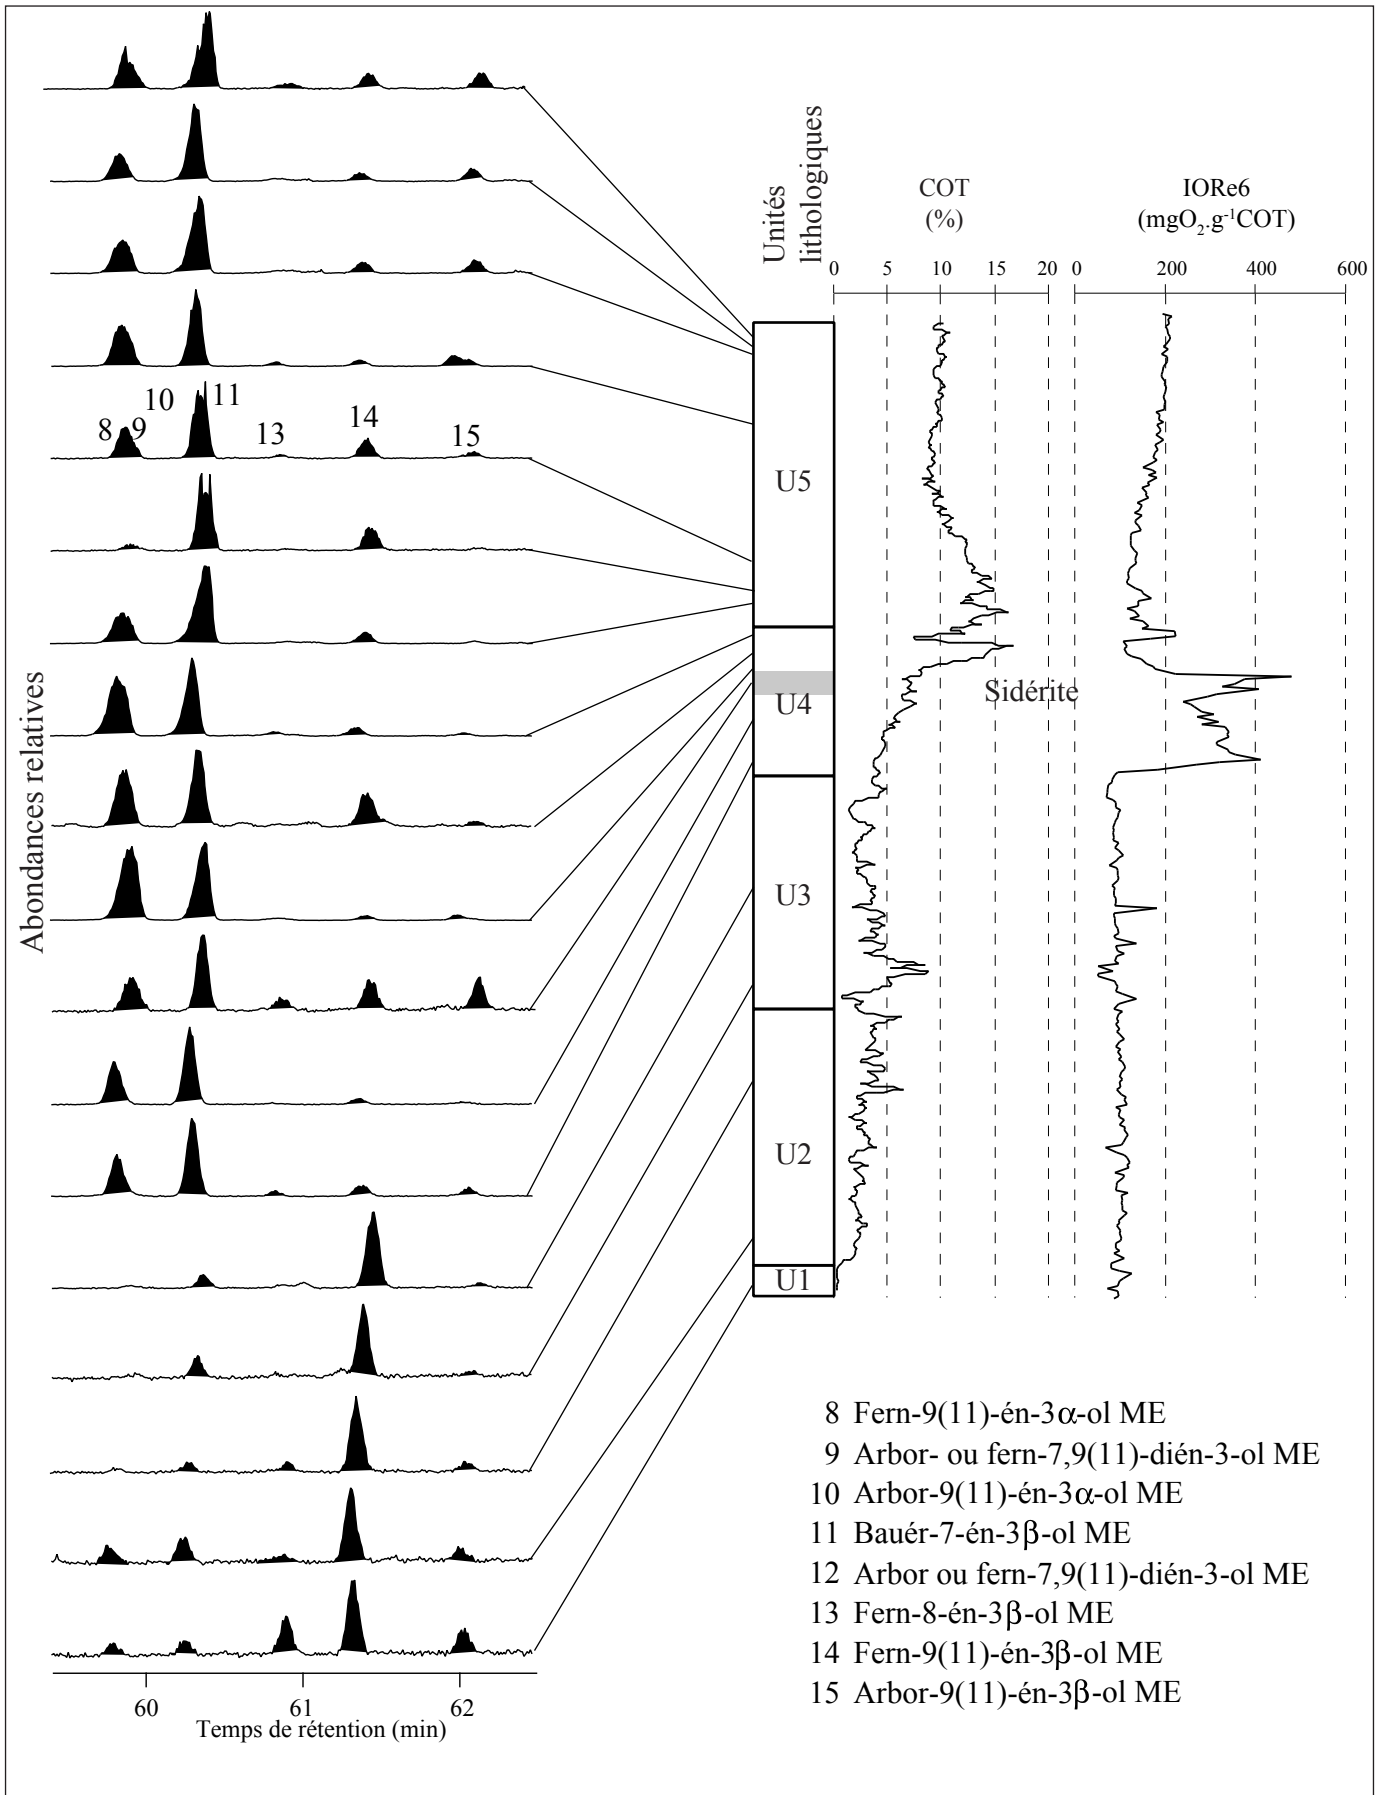 Abondances relatives
8
9
10
11
13
14
15
60
61
62
Temps de rétention (min)
Unités
lithologiques
U5
U4
U3
U2
U1
COT
(%)
0 5 10 15 20
IORe6
(mgO₂.g⁻¹COT)
0 200 400 600
Sidérite
8 Fern-9(11)-én-3α-ol ME
9 Arbor- ou fern-7,9(11)-dién-3-ol ME
10 Arbor-9(11)-én-3α-ol ME
11 Bauér-7-én-3β-ol ME
12 Arbor ou fern-7,9(11)-dién-3-ol ME
13 Fern-8-én-3β-ol ME
14 Fern-9(11)-én-3β-ol ME
15 Arbor-9(11)-én-3β-ol ME